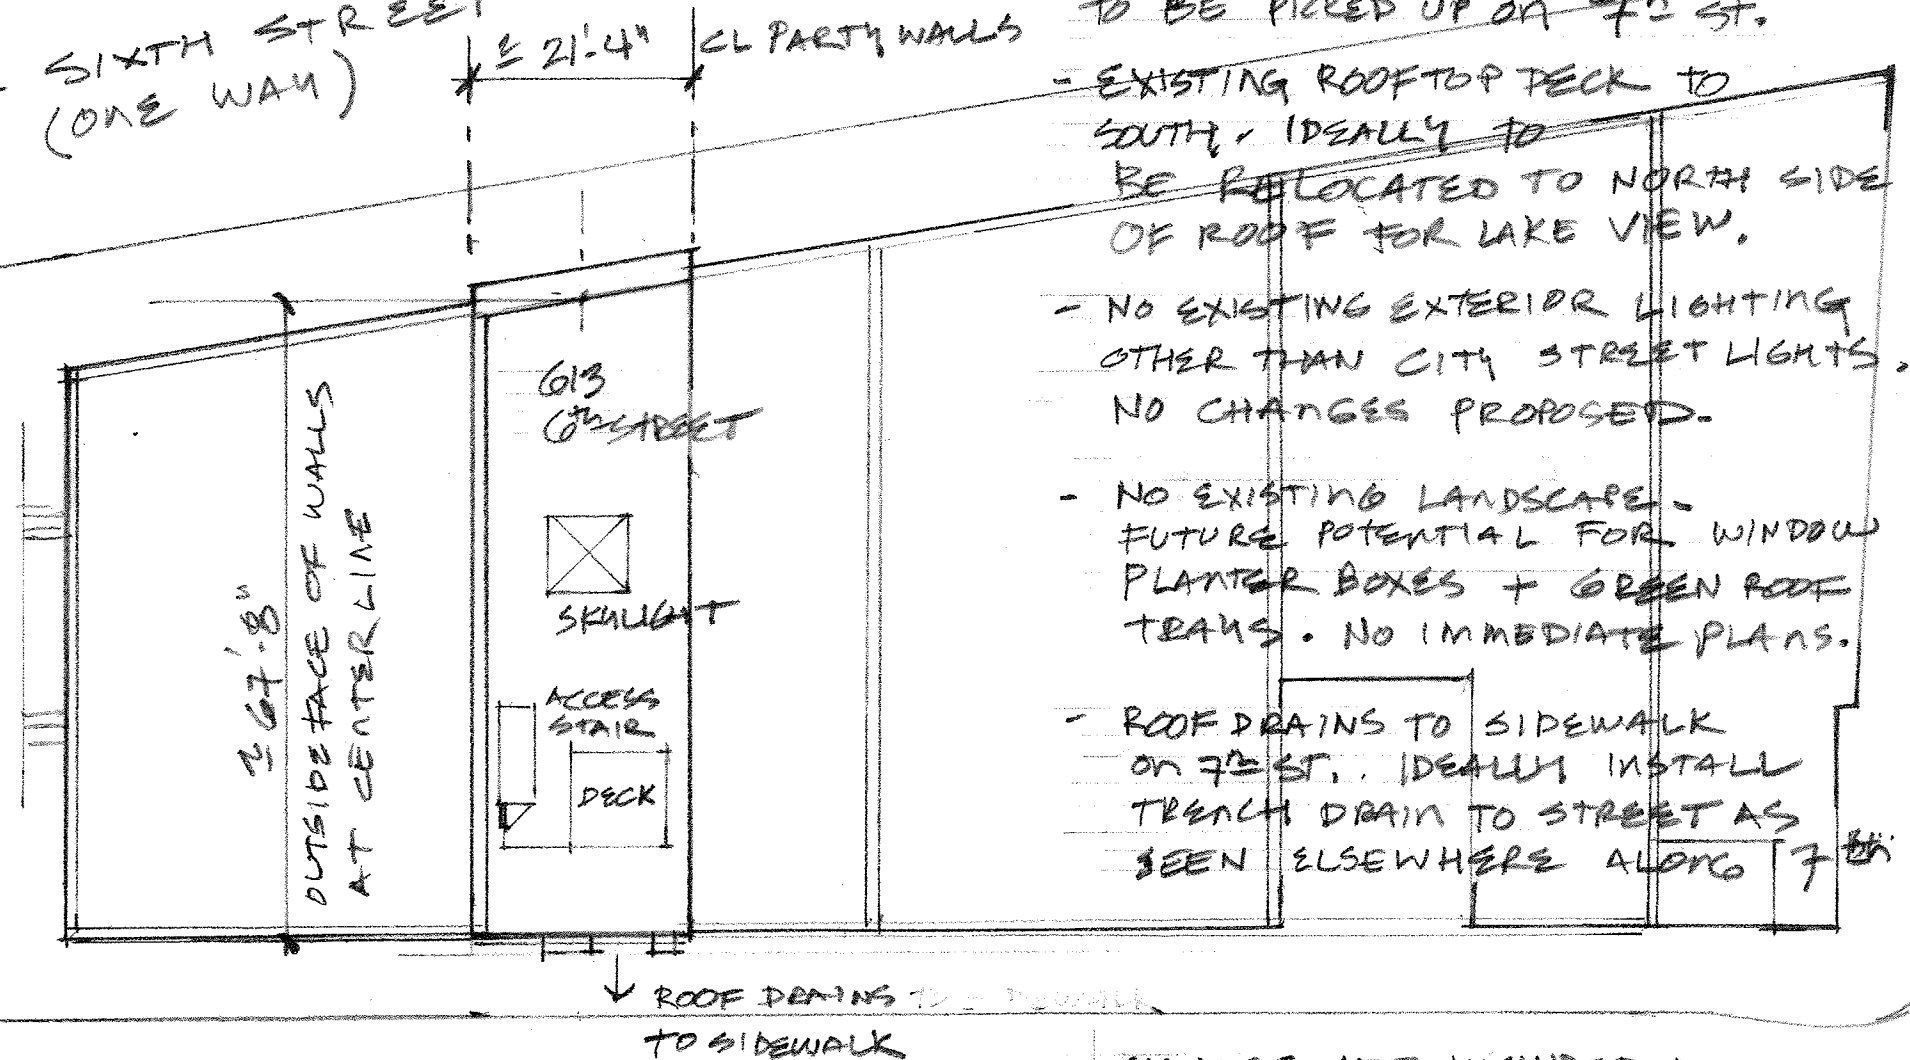 SIXTH STREET
(ONE WAY)
± 21'-4"
CL PARTY WALLS
TO BE PICKED UP ON 7TH ST.
- EXISTING ROOFTOP DECK TO
SOUTH. IDEALLY TO
BE RELOCATED TO NORTH SIDE
OF ROOF FOR LAKE VIEW.
- NO EXISTING EXTERIOR LIGHTING
OTHER THAN CITY STREET LIGHTS.
NO CHANGES PROPOSED.
- NO EXISTING LANDSCAPE.
FUTURE POTENTIAL FOR WINDOW
PLANTER BOXES + GREEN ROOF
TRAYS. NO IMMEDIATE PLANS.
- ROOF DRAINS TO SIDEWALK
ON 7TH ST.. IDEALLY INSTALL
TRENCH DRAIN TO STREET AS
SEEN ELSEWHERE ALONG 7TH
613
6TH STREET
SKYLIGHT
ACCESS
STAIR
DECK
± 67'-8"
OUTSIDE FACE OF WALLS
AT CENTERLINE
ROOF DRAINS
TO SIDEWALK